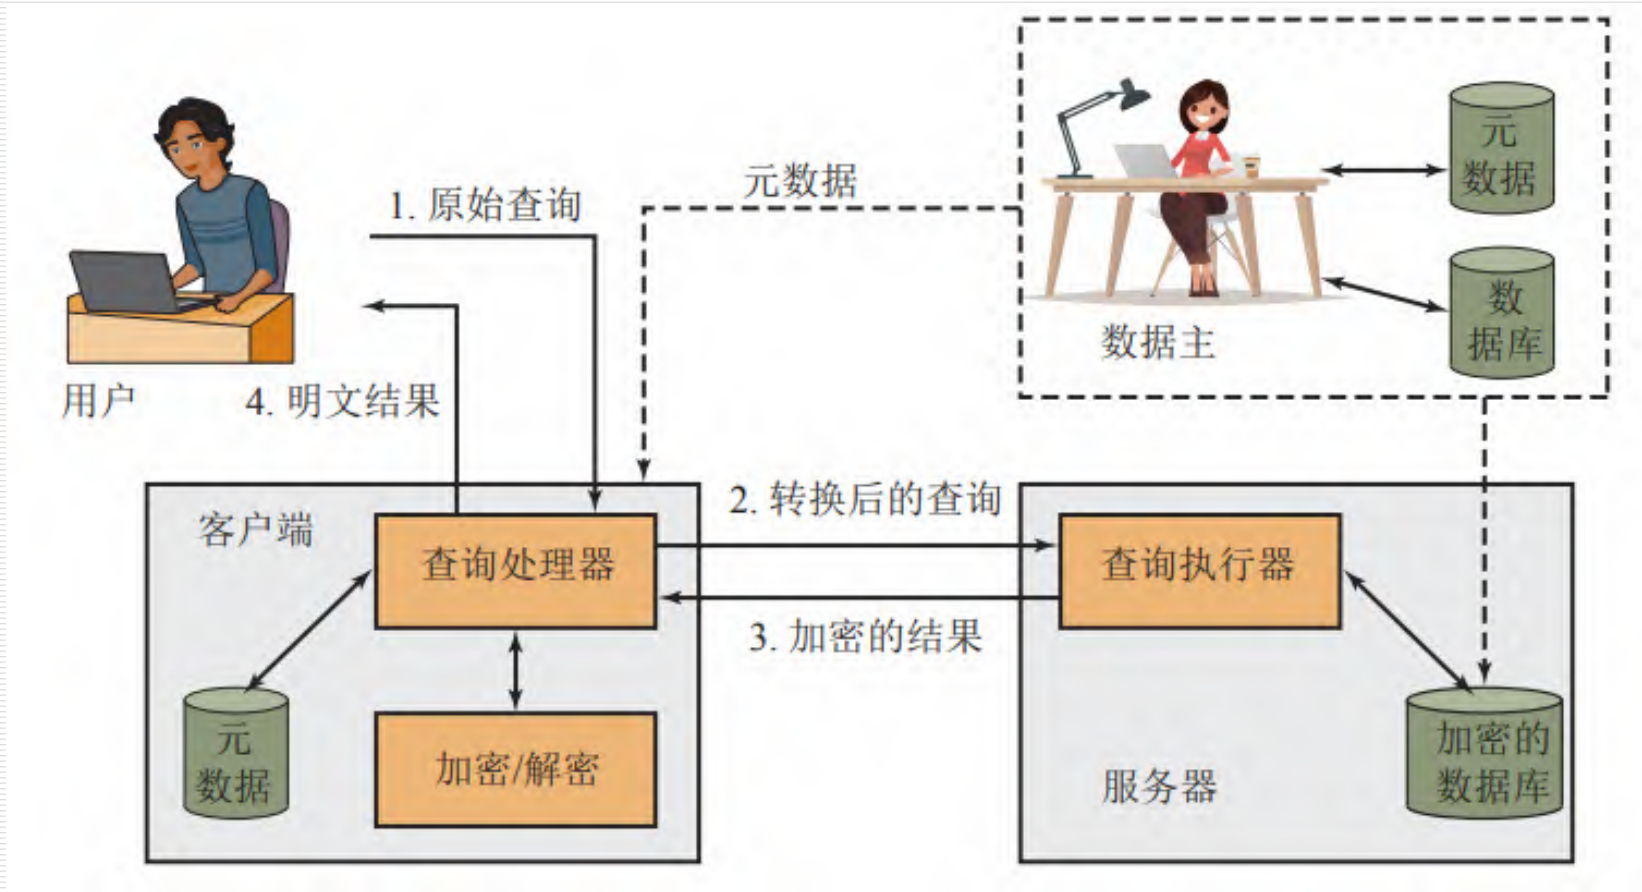 元
数据
元数据
1. 原始查询
数
据库
数据主
用户
4. 明文结果
客户端
2. 转换后的查询
查询处理器
查询执行器
3. 加密的结果
元
数据
加密/解密
服务器
加密的
数据库